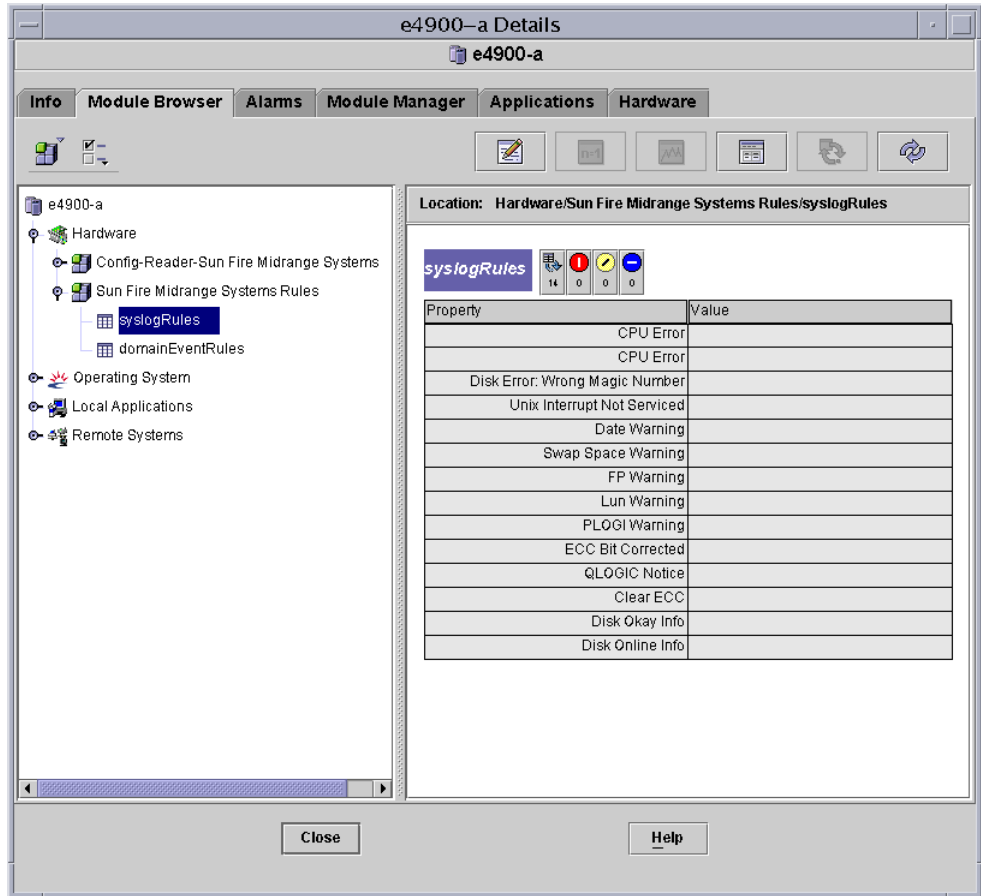 e4900–a Details
e4900-a
Info Module Browser Alarms Module Manager Applications Hardware
n=1
e4900-a
Hardware
Config-Reader-Sun Fire Midrange Systems
Sun Fire Midrange Systems Rules
syslogRules
domainEventRules
Operating System
Local Applications
Remote Systems
Location: Hardware/Sun Fire Midrange Systems Rules/syslogRules
syslogRules
14 0 0 0
Property Value
CPU Error
CPU Error
Disk Error: Wrong Magic Number
Unix Interrupt Not Serviced
Date Warning
Swap Space Warning
FP Warning
Lun Warning
PLOGI Warning
ECC Bit Corrected
QLOGIC Notice
Clear ECC
Disk Okay Info
Disk Online Info
Close Help